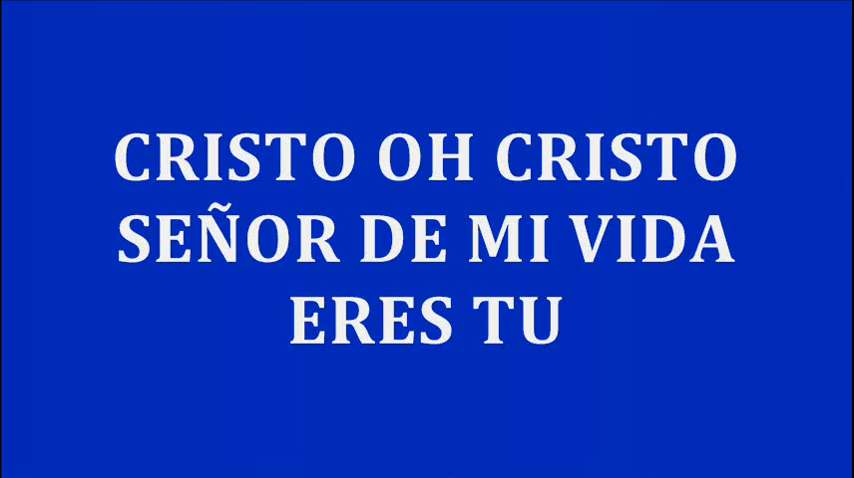 CRISTO OH CRISTO
SEÑOR DE MI VIDA
ERES TU